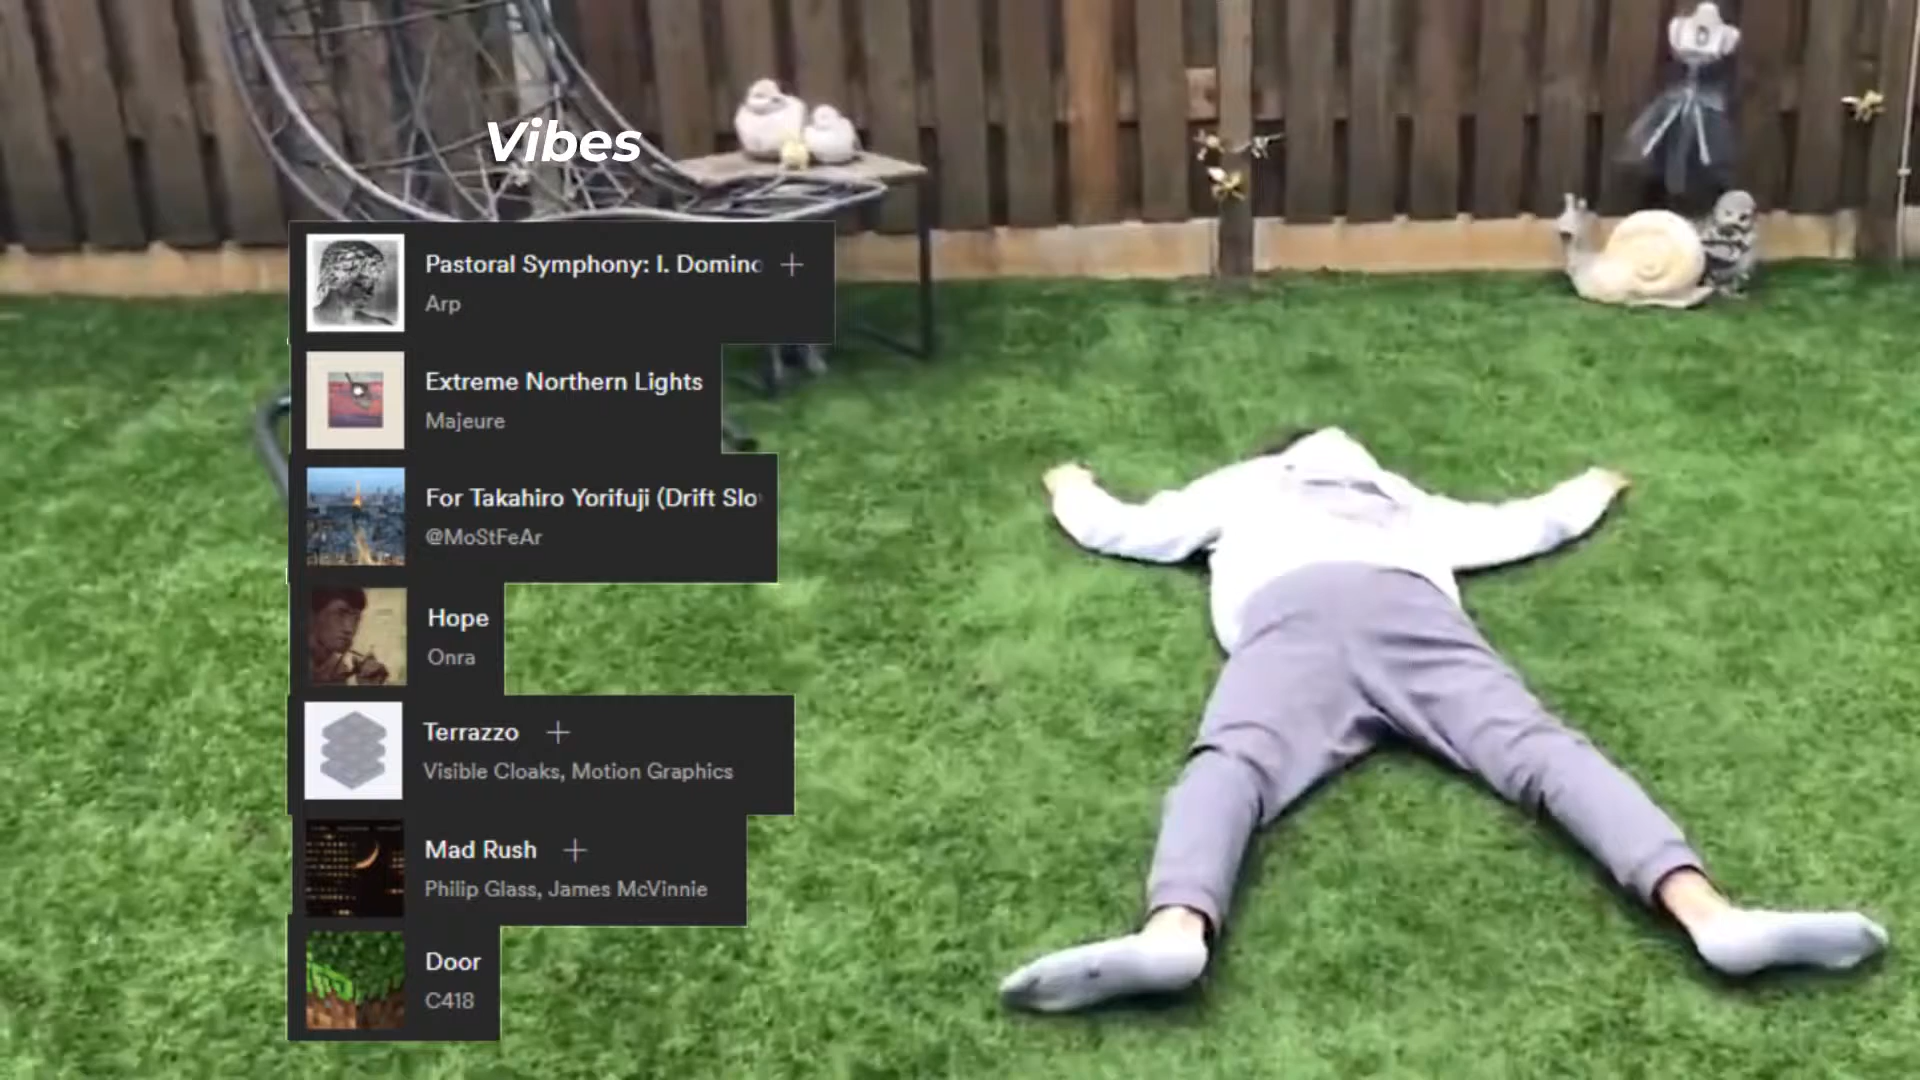 Vibes
Pastoral Symphony: I. Domino
Arp
Extreme Northern Lights
Majeure
For Takahiro Yorifuji (Drift Slo
@MoStFeAr
Hope
Onra
Terrazzo
Visible Cloaks, Motion Graphics
Mad Rush
Philip Glass, James McVinnie
Door
C418